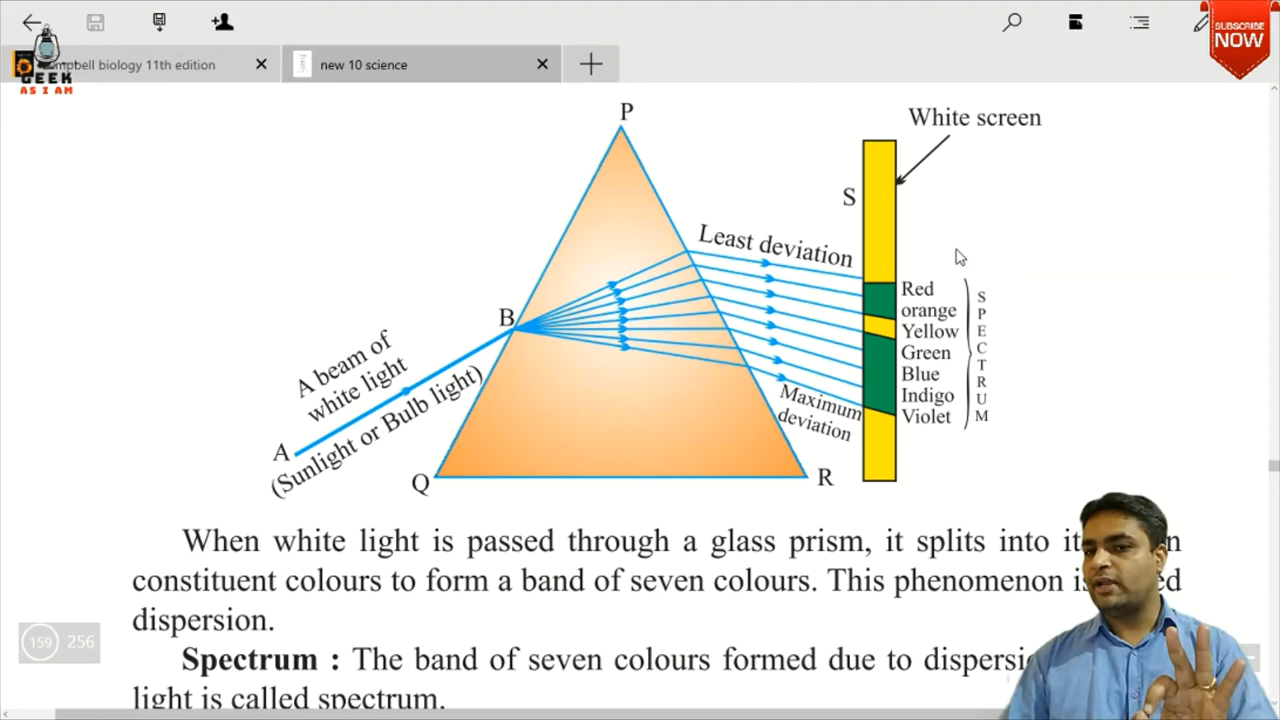 SUBSCRIBE
NOW
mpbell biology 11th edition
new 10 science
GEEK
AS I AM
P
White screen
S
Least deviation
Red
orange
Yellow
Green
Blue
Indigo
Violet
SPECTRUM
B
A beam of
white light
A
(Sunlight or Bulb light)
Maximum
deviation
Q
R
When white light is passed through a glass prism, it splits into
constituent colours to form a band of seven colours. This phenomenon
dispersion.
159 256
Spectrum : The band of seven colours formed due to
light is called spectrum.